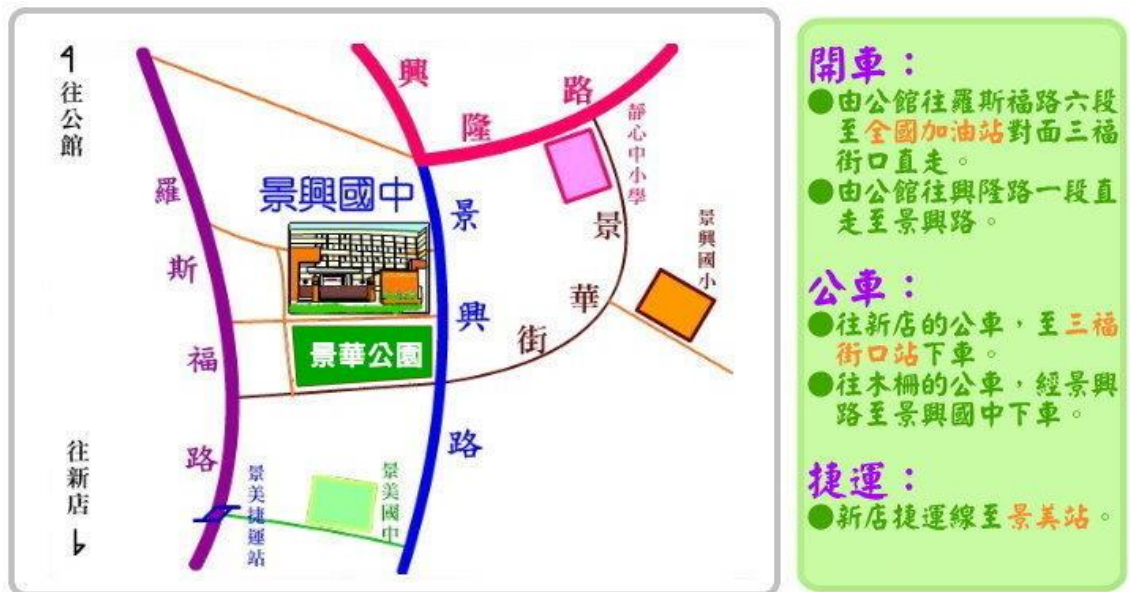 往公館
羅斯福路
往新店
興隆路
景興國中
景華公園
景興路
靜心中小學
景華街
景興國小
景美捷運站
景美國中
開車：
●由公館往羅斯福路六段
至全國加油站對面三福
街口直走。
●由公館往興隆路一段直
走至景興路。
公車：
●往新店的公車，至三福
街口站下車。
●往木柵的公車，經景興
路至景興國中下車。
捷運：
●新店捷運線至景美站。